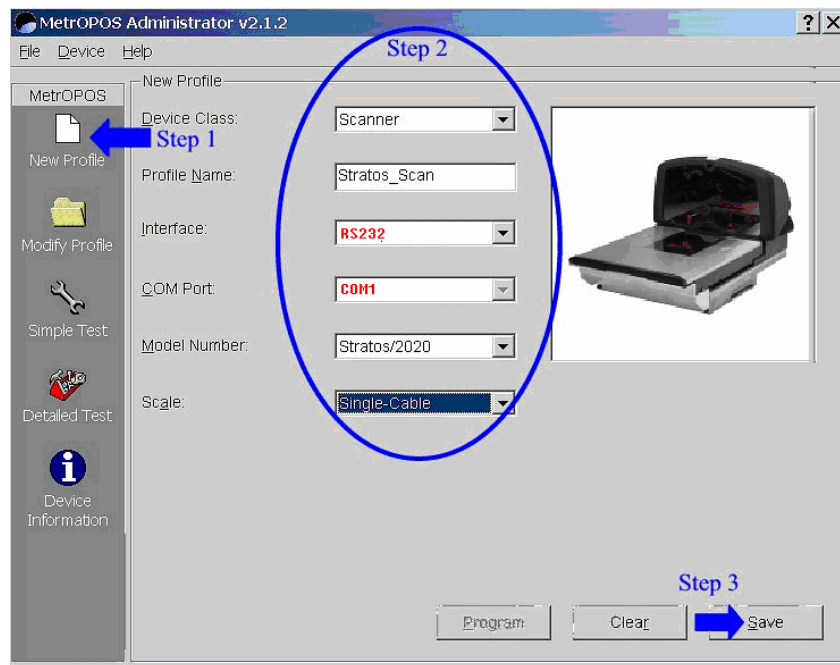 MetrOPOS Administrator v2.1.2
File Device Help
Step 2
MetrOPOS
New Profile
Step 1
Modify Profile
Simple Test
Detailed Test
Device
Information
New Profile
Device Class:
Scanner
Profile Name:
Stratos_Scan
Interface:
RS232
COM Port:
COM1
Model Number:
Stratos/2020
Scale:
Single-Cable
Step 3
Program
Clear
Save